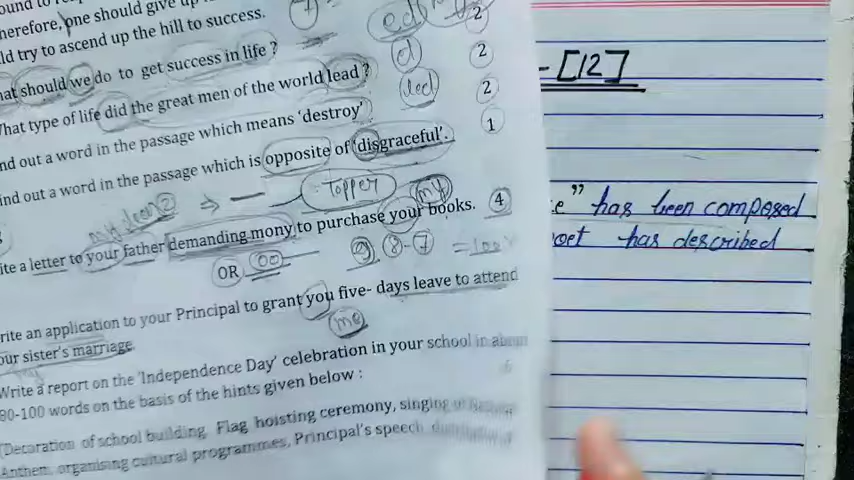 herefore, one should give up
ld try to ascend up the hill to success.
hat should we do to get success in life ? 2
What type of life did the great men of the world lead ? 2
nd out a word in the passage which means 'destroy' 2
ind out a word in the passage which is opposite of 'disgraceful'. 1
Topper my
ite a letter to your father demanding mony to purchase your books. 4
OR
rite an application to your Principal to grant you five- days leave to attend
our sister's marriage.
me
Write a report on the 'Independence Day' celebration in your school in about
80-100 words on the basis of the hints given below :
(Decoration of school building, Flag hoisting ceremony, singing of National
Anthem, organising cultural programmes, Principal's speech,
- [12]
e" has been composed
oet has described